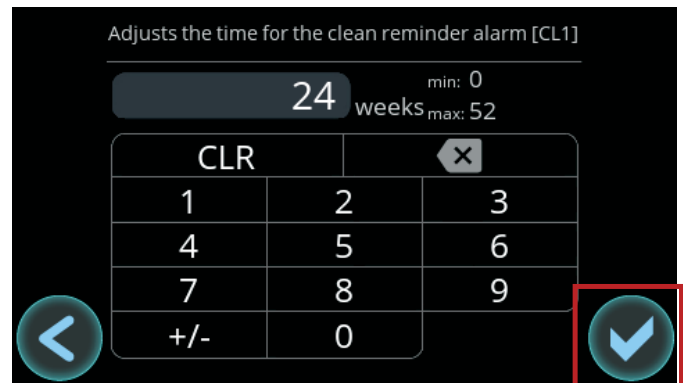 Adjusts the time for the clean reminder alarm [CL1]
24 weeks min: 0
max: 52
CLR
1 2 3
4 5 6
7 8 9
+/- 0